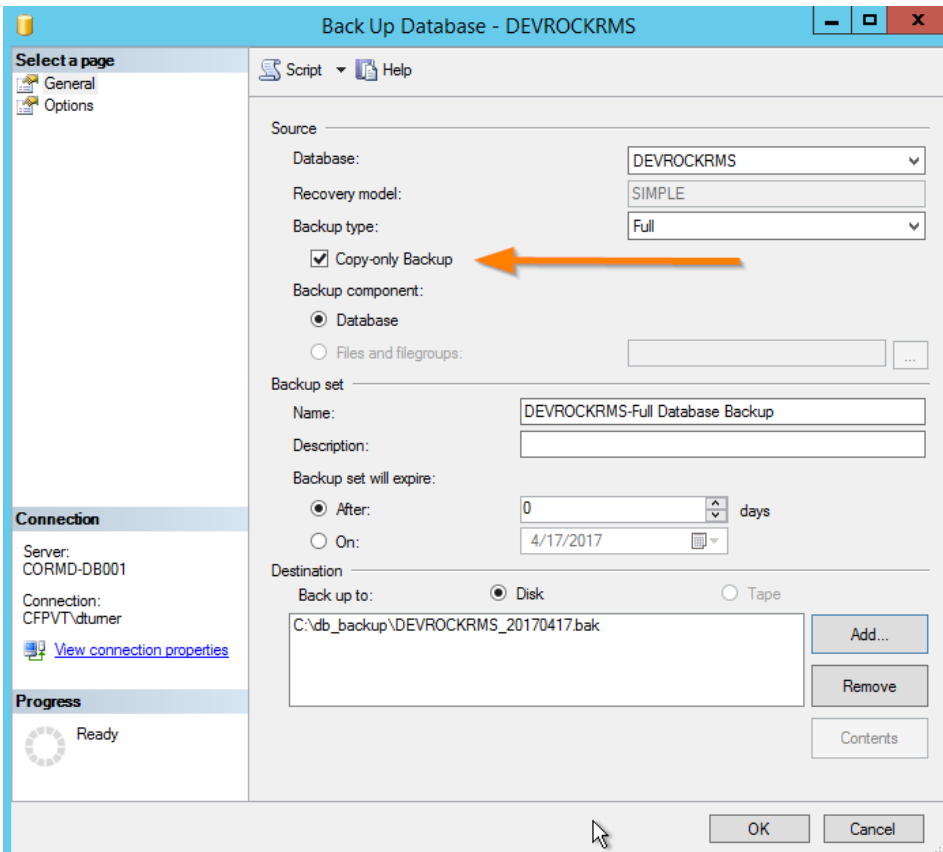 Back Up Database - DEVROCKRMS
Select a page
General
Options
Script
Help
Source
Database:
DEVROCKRMS
Recovery model:
SIMPLE
Backup type:
Full
Copy-only Backup
Backup component:
Database
Files and filegroups:
...
Backup set
Name:
DEVROCKRMS-Full Database Backup
Description:
Backup set will expire:
After:
0
days
On:
4/17/2017
Destination
Back up to:
Disk
Tape
C:\db_backup\DEVROCKRMS_20170417.bak
Add...
Remove
Contents
Connection
Server:
CORMD-DB001
Connection:
CFPVT\dturner
View connection properties
Progress
Ready
OK
Cancel